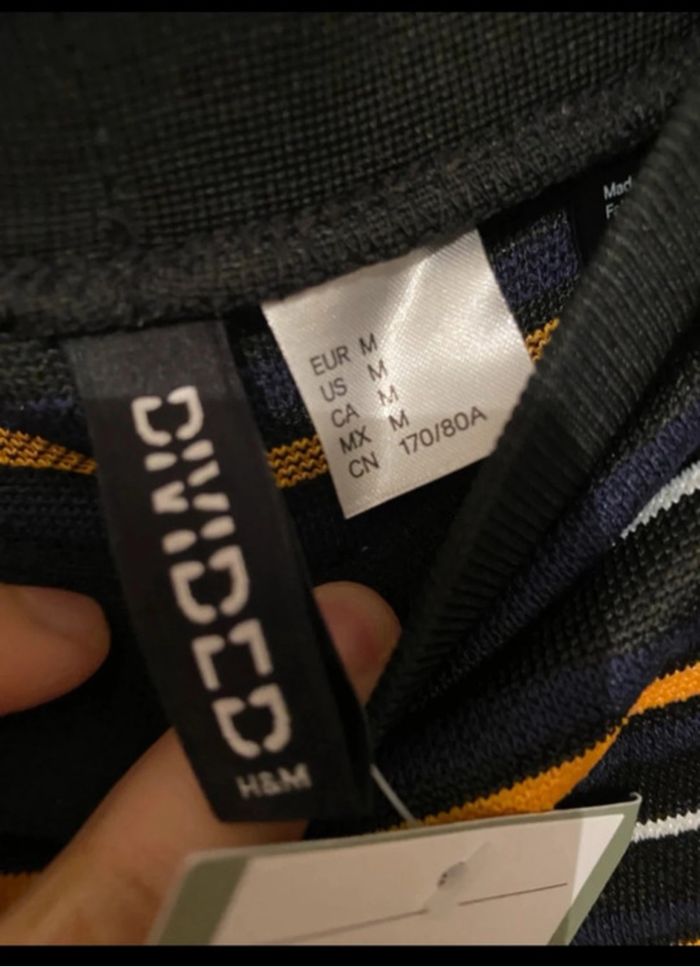 DIVIDED
H&M
EUR M
US M
CA M
MX M
CN 170/80A